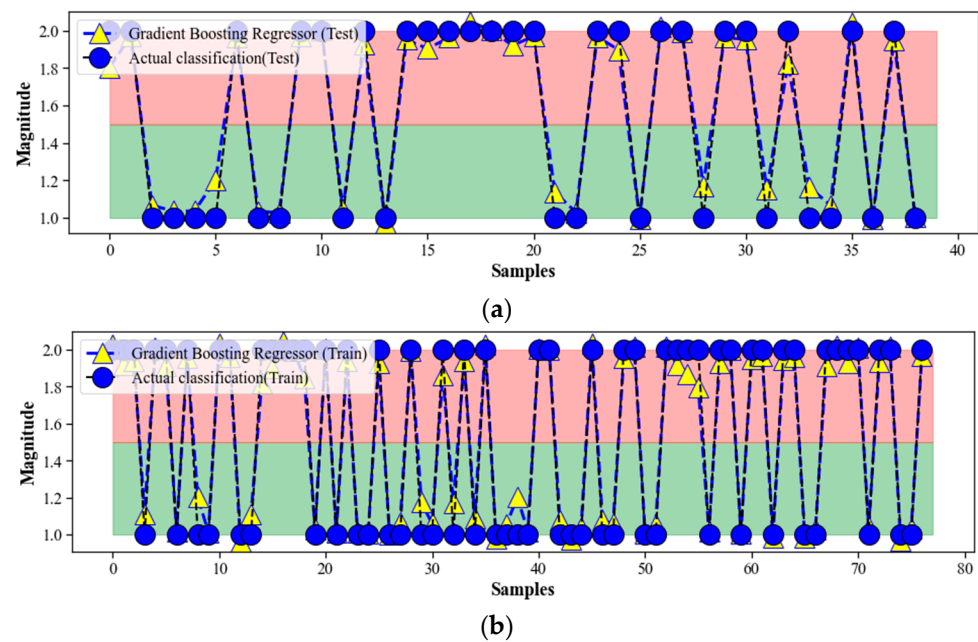 2.0
1.8
1.6
1.4
1.2
1.0
Magnitude
Gradient Boosting Regressor (Test)
Actual classification(Test)
0 5 10 15 20 25 30 35 40
Samples
(a)
2.0
1.8
1.6
1.4
1.2
1.0
Magnitude
Gradient Boosting Regressor (Train)
Actual classification(Train)
0 10 20 30 40 50 60 70 80
Samples
(b)